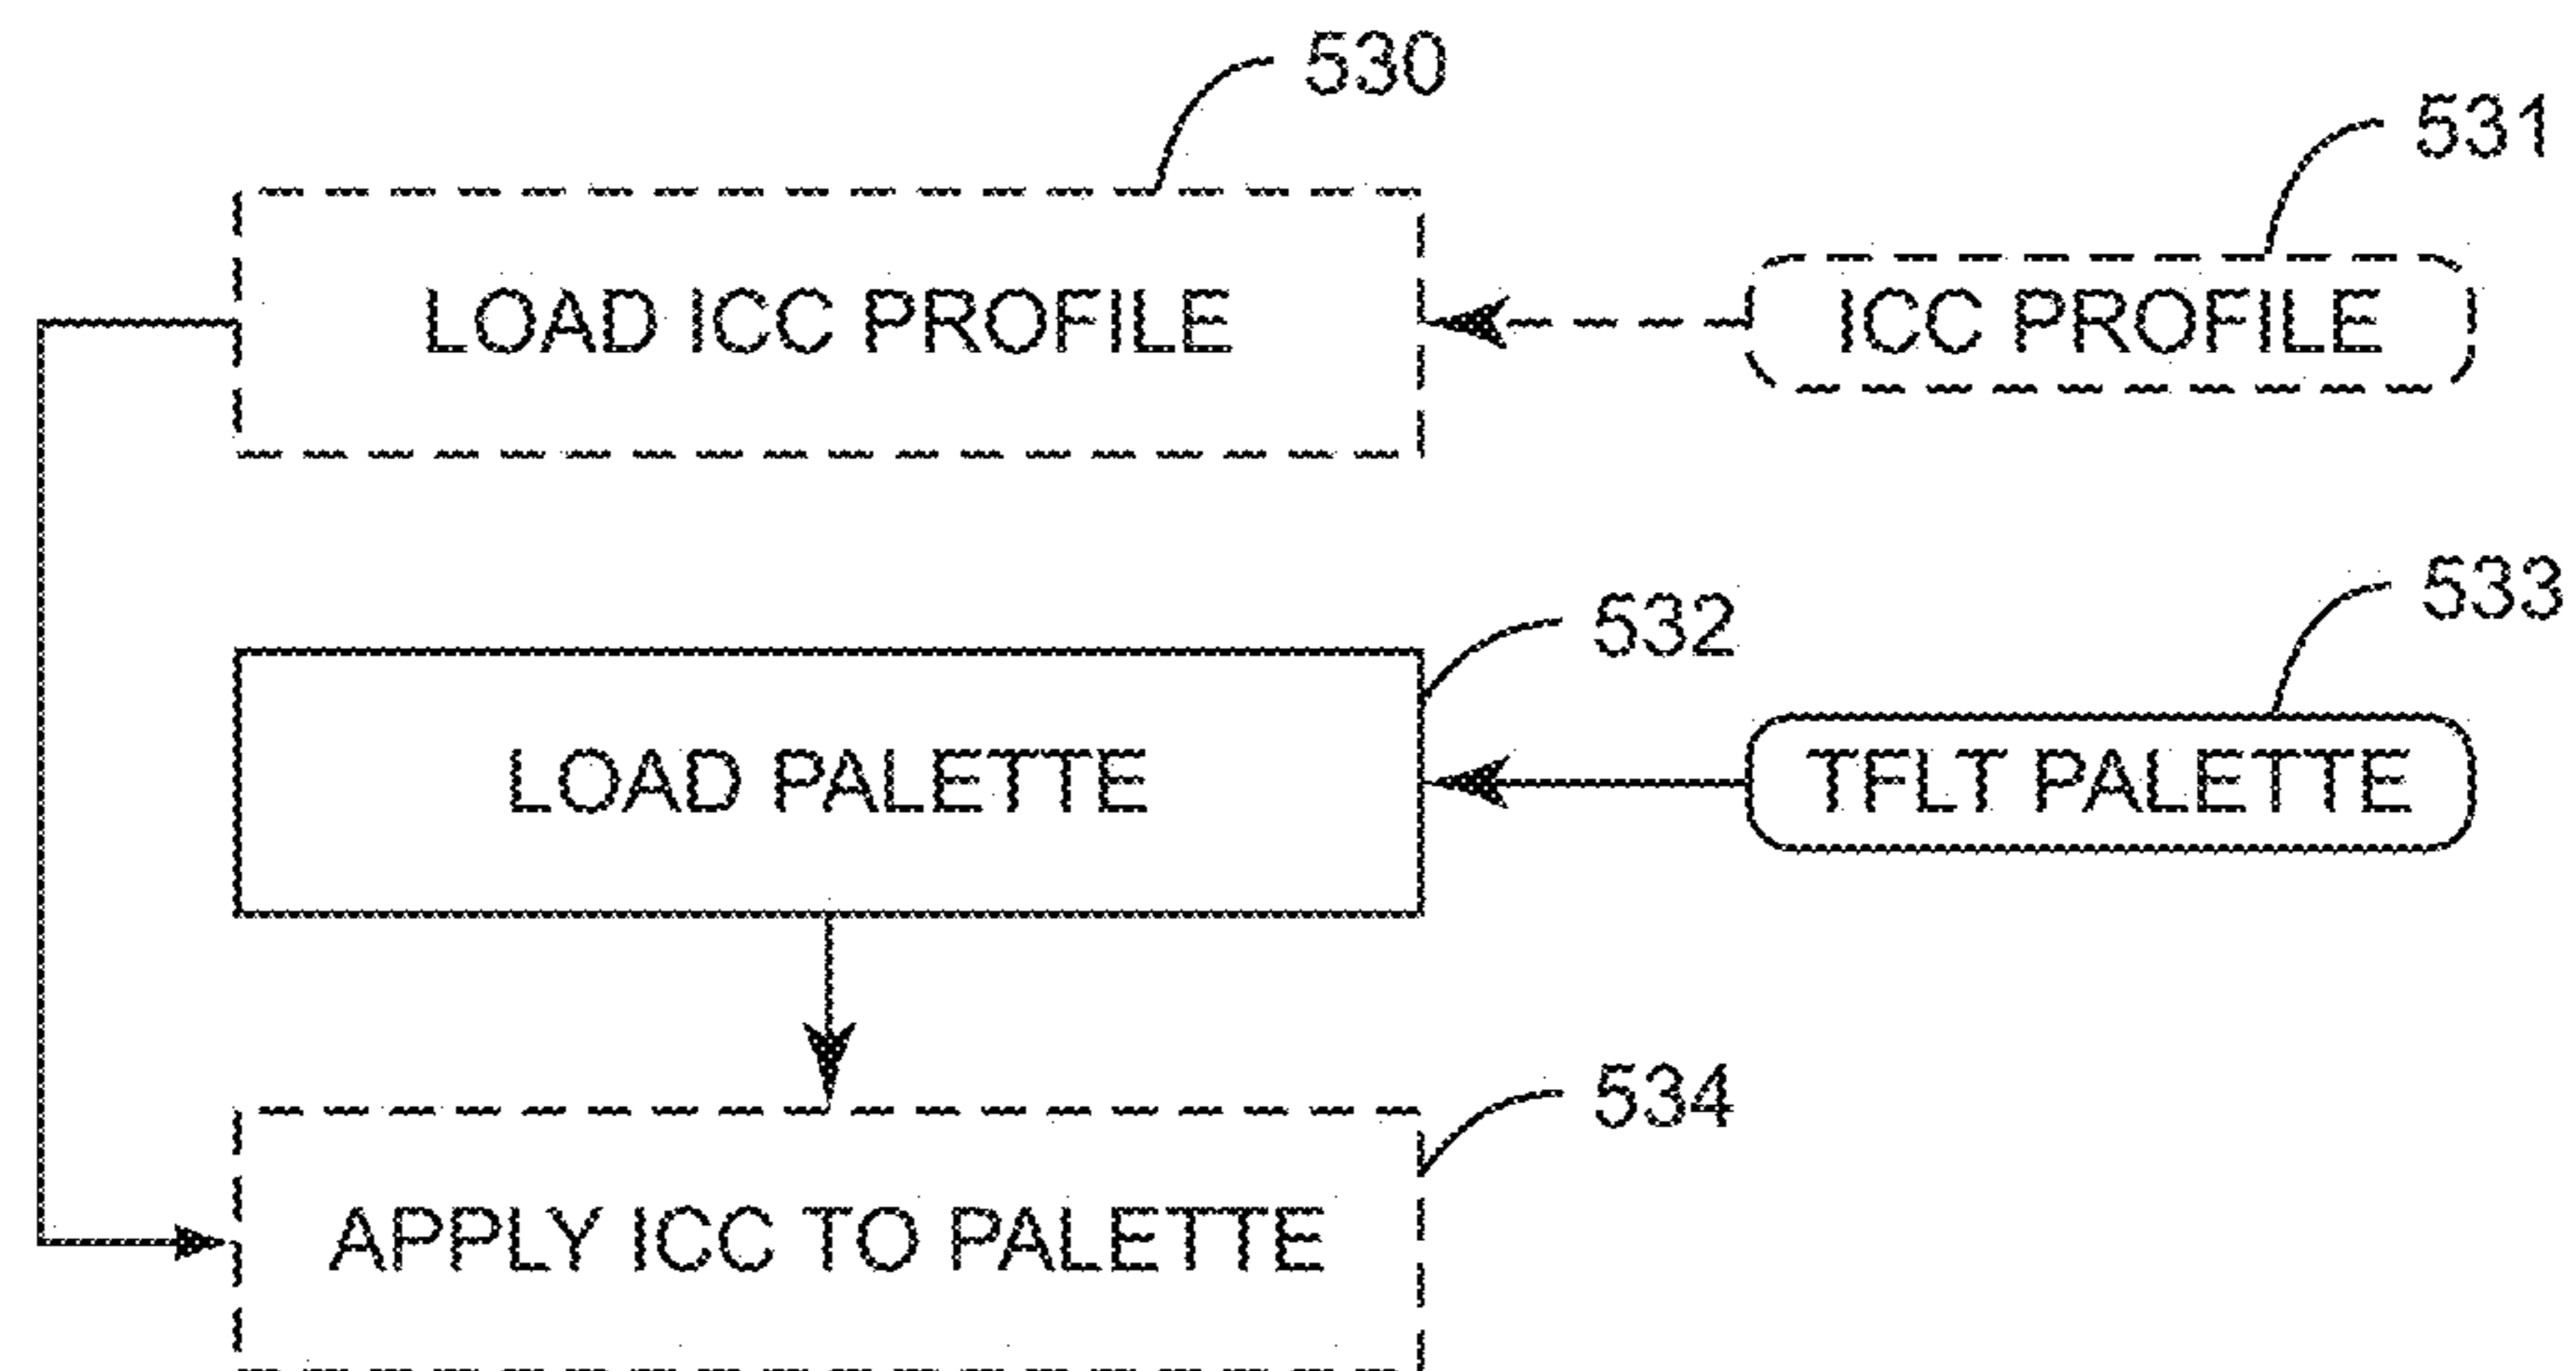 530
531
LOAD ICC PROFILE
ICC PROFILE
532
533
LOAD PALETTE
TFLT PALETTE
534
APPLY ICC TO PALETTE